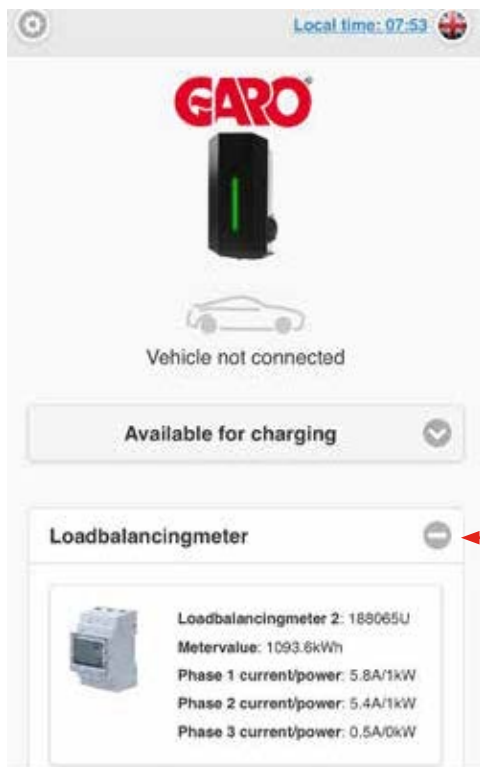 Local time: 07:53
GARO
Vehicle not connected
Available for charging
Loadbalancingmeter
Loadbalancingmeter 2: 188065U
Metervalue: 1093.6kWh
Phase 1 current/power: 5.8A/1kW
Phase 2 current/power: 5.4A/1kW
Phase 3 current/power: 0.5A/0kW